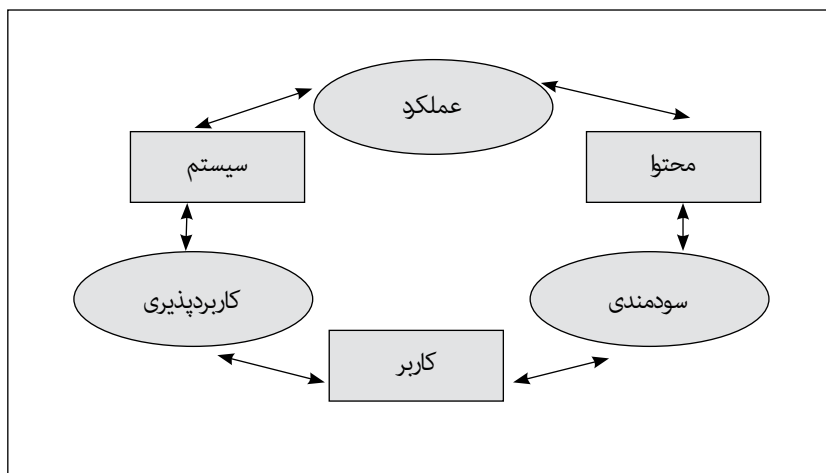 عملکرد
محتوا
سیستم
سودمندی
کاربردپذیری
کاربر